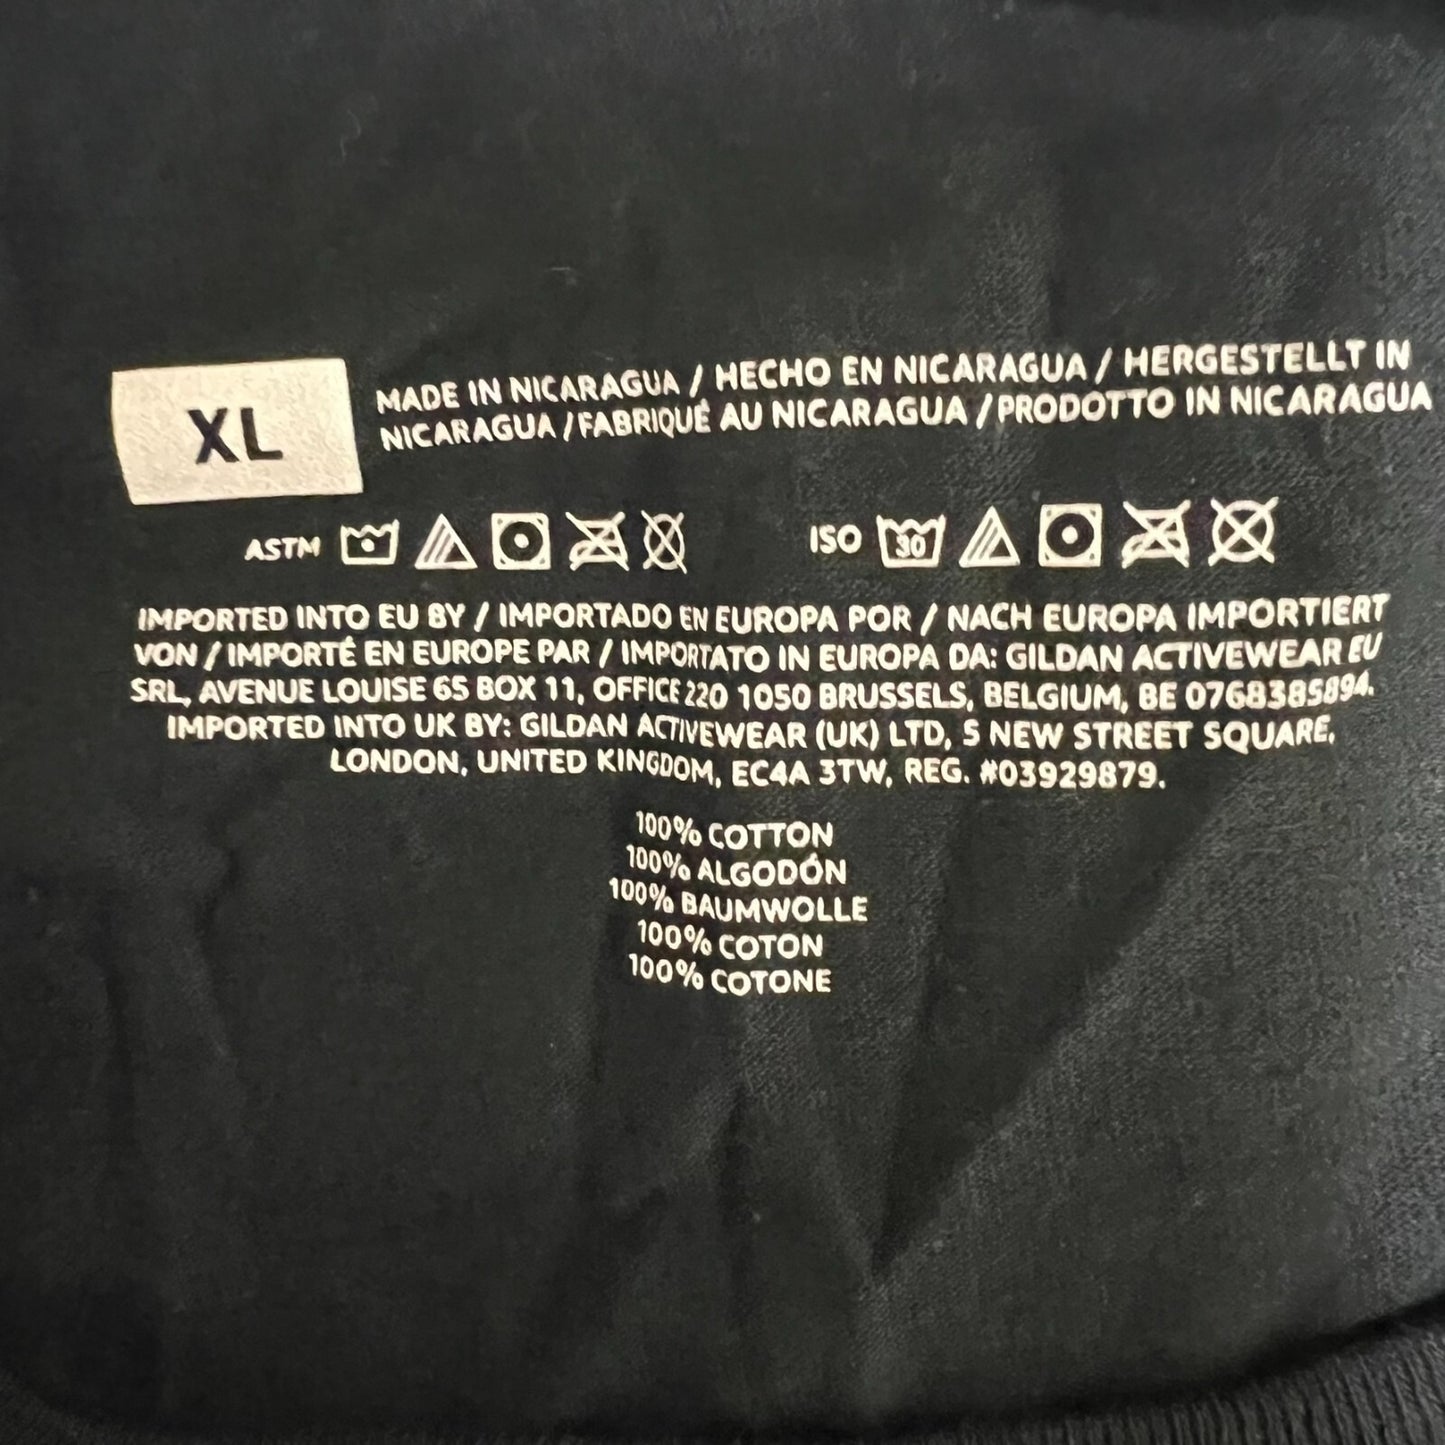 XL
MADE IN NICARAGUA / HECHO EN NICARAGUA / HERGESTELLT IN
NICARAGUA / FABRIQUÉ AU NICARAGUA / PRODOTTO IN NICARAGUA
ASTM ISO 30
IMPORTED INTO EU BY / IMPORTADO EN EUROPA POR / NACH EUROPA IMPORTIERT
VON / IMPORTÉ EN EUROPE PAR / IMPORTATO IN EUROPA DA: GILDAN ACTIVEWEAR EU
SRL, AVENUE LOUISE 65 BOX 11, OFFICE 220 1050 BRUSSELS, BELGIUM, BE 0768385894.
IMPORTED INTO UK BY: GILDAN ACTIVEWEAR (UK) LTD, 5 NEW STREET SQUARE,
LONDON, UNITED KINGDOM, EC4A 3TW, REG. #03929879.
100% COTTON
100% ALGODÓN
100% BAUMWOLLE
100% COTON
100% COTONE